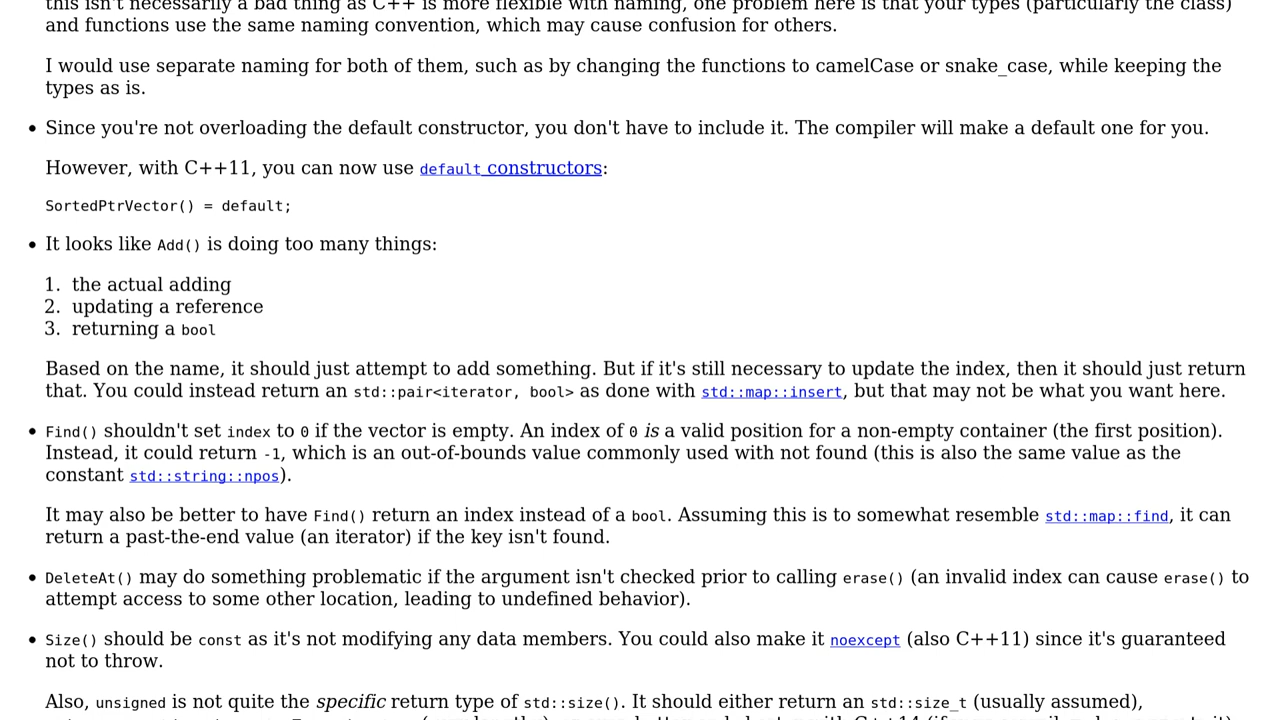 this isn't necessarily a bad thing as C++ is more flexible with naming, one problem here is that your types (particularly the class)
and functions use the same naming convention, which may cause confusion for others.
I would use separate naming for both of them, such as by changing the functions to camelCase or snake_case, while keeping the
types as is.
• Since you're not overloading the default constructor, you don't have to include it. The compiler will make a default one for you.
However, with C++11, you can now use default constructors:
SortedPtrVector() = default;
• It looks like Add() is doing too many things:
1. the actual adding
2. updating a reference
3. returning a bool
Based on the name, it should just attempt to add something. But if it's still necessary to update the index, then it should just return
that. You could instead return an std::pair<iterator, bool> as done with std::map::insert, but that may not be what you want here.
• Find() shouldn't set index to 0 if the vector is empty. An index of 0 is a valid position for a non-empty container (the first position).
Instead, it could return -1, which is an out-of-bounds value commonly used with not found (this is also the same value as the
constant std::string::npos).
It may also be better to have Find() return an index instead of a bool. Assuming this is to somewhat resemble std::map::find, it can
return a past-the-end value (an iterator) if the key isn't found.
• DeleteAt() may do something problematic if the argument isn't checked prior to calling erase() (an invalid index can cause erase() to
attempt access to some other location, leading to undefined behavior).
• Size() should be const as it's not modifying any data members. You could also make it noexcept (also C++11) since it's guaranteed
not to throw.
Also, unsigned is not quite the specific return type of std::size(). It should either return an std::size_t (usually assumed),